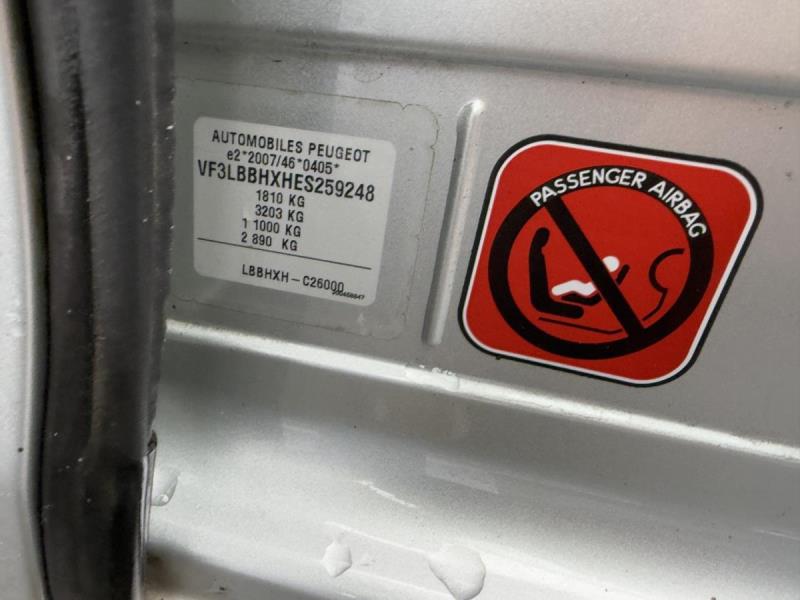 AUTOMOBILES PEUGEOT
e2*2007/46*0405*
VF3LBBHXHES259248
1810 KG
3203 KG
1 1000 KG
2 890 KG
LBBHXH-C26000
PASSENGER AIRBAG